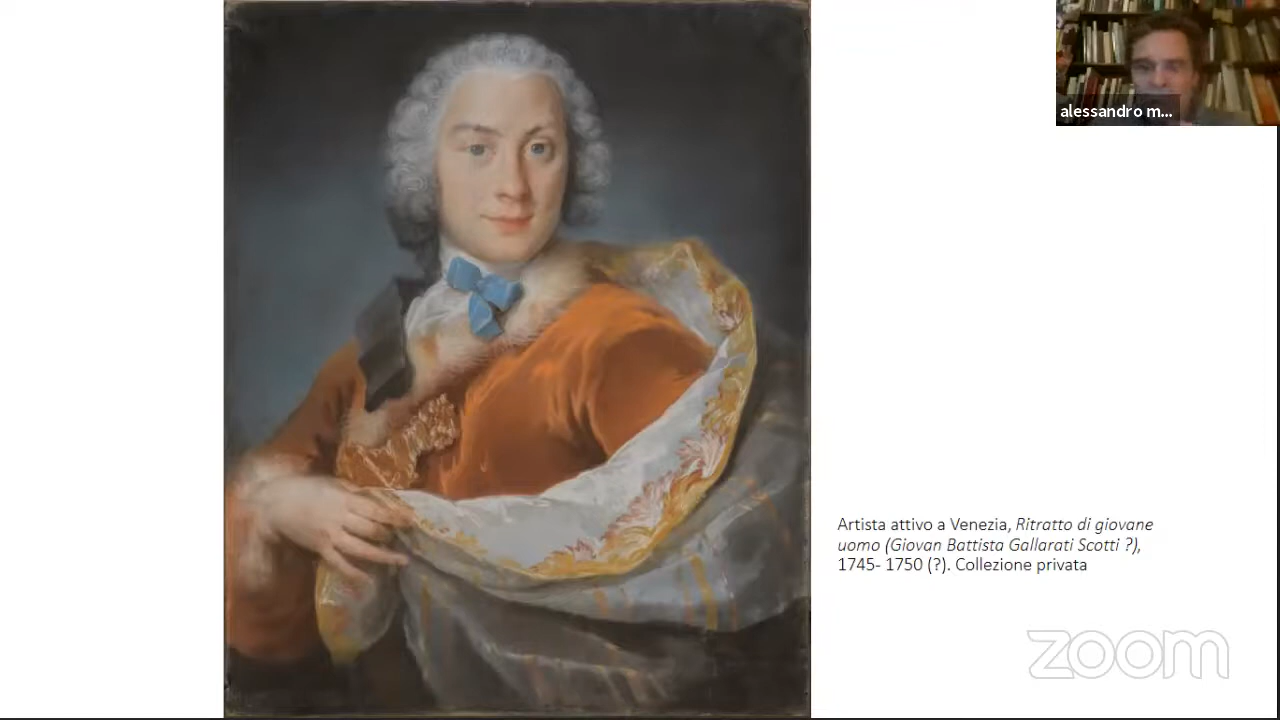 alessandro m...
Artista attivo a Venezia, Ritratto di giovane
uomo (Giovan Battista Gallarati Scotti ?),
1745- 1750 (?). Collezione privata
zoom